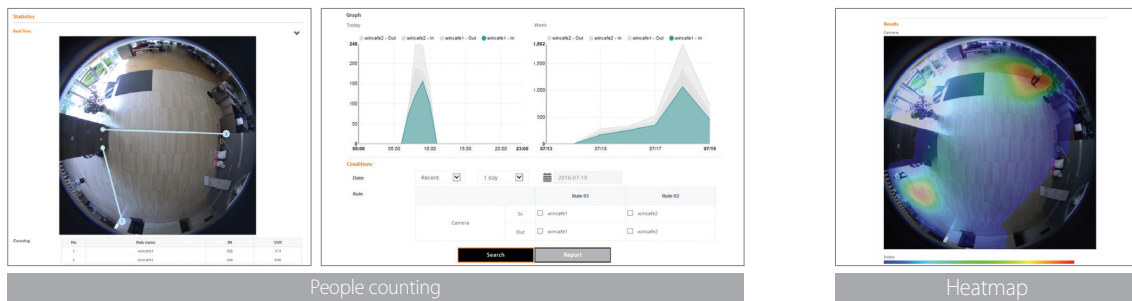 Statistics
Real Time
Counting
No Rule name IN OUT
1 wincafe1
2 wincafe2
Graph
Today
wincafe2 - Out wincafe2 - In wincafe1 - Out wincafe1 - In
248
200
150
100
50
0
00:00 05:00 10:00 15:00 20:00 23:00
Week
wincafe2 - Out wincafe2 - In wincafe1 - Out wincafe1 - In
1,862
1,500
1,000
500
0
07/13 07/15 07/17 07/19
Conditions
Date Recent 1 day 2016-07-19
Rule
Rule 01 Rule 02
Camera
In wincafe1 wincafe2
Out wincafe1 wincafe2
Search Report
People counting
Results
Camera
Heatmap